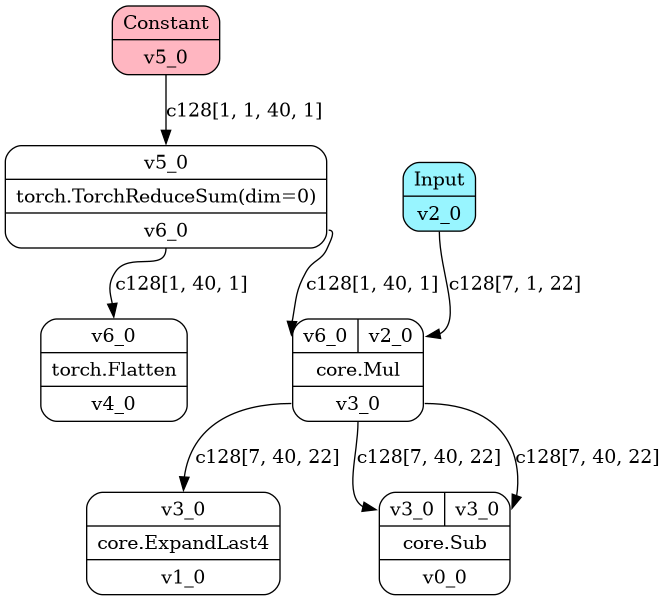 Constant
v5_0
c128[1, 1, 40, 1]
v5_0
torch.TorchReduceSum(dim=0)
v6_0
Input
v2_0
c128[1, 40, 1]
c128[1, 40, 1]
c128[7, 1, 22]
v6_0
torch.Flatten
v4_0
v6_0 v2_0
core.Mul
v3_0
c128[7, 40, 22]
c128[7, 40, 22]
c128[7, 40, 22]
v3_0
core.ExpandLast4
v1_0
v3_0 v3_0
core.Sub
v0_0